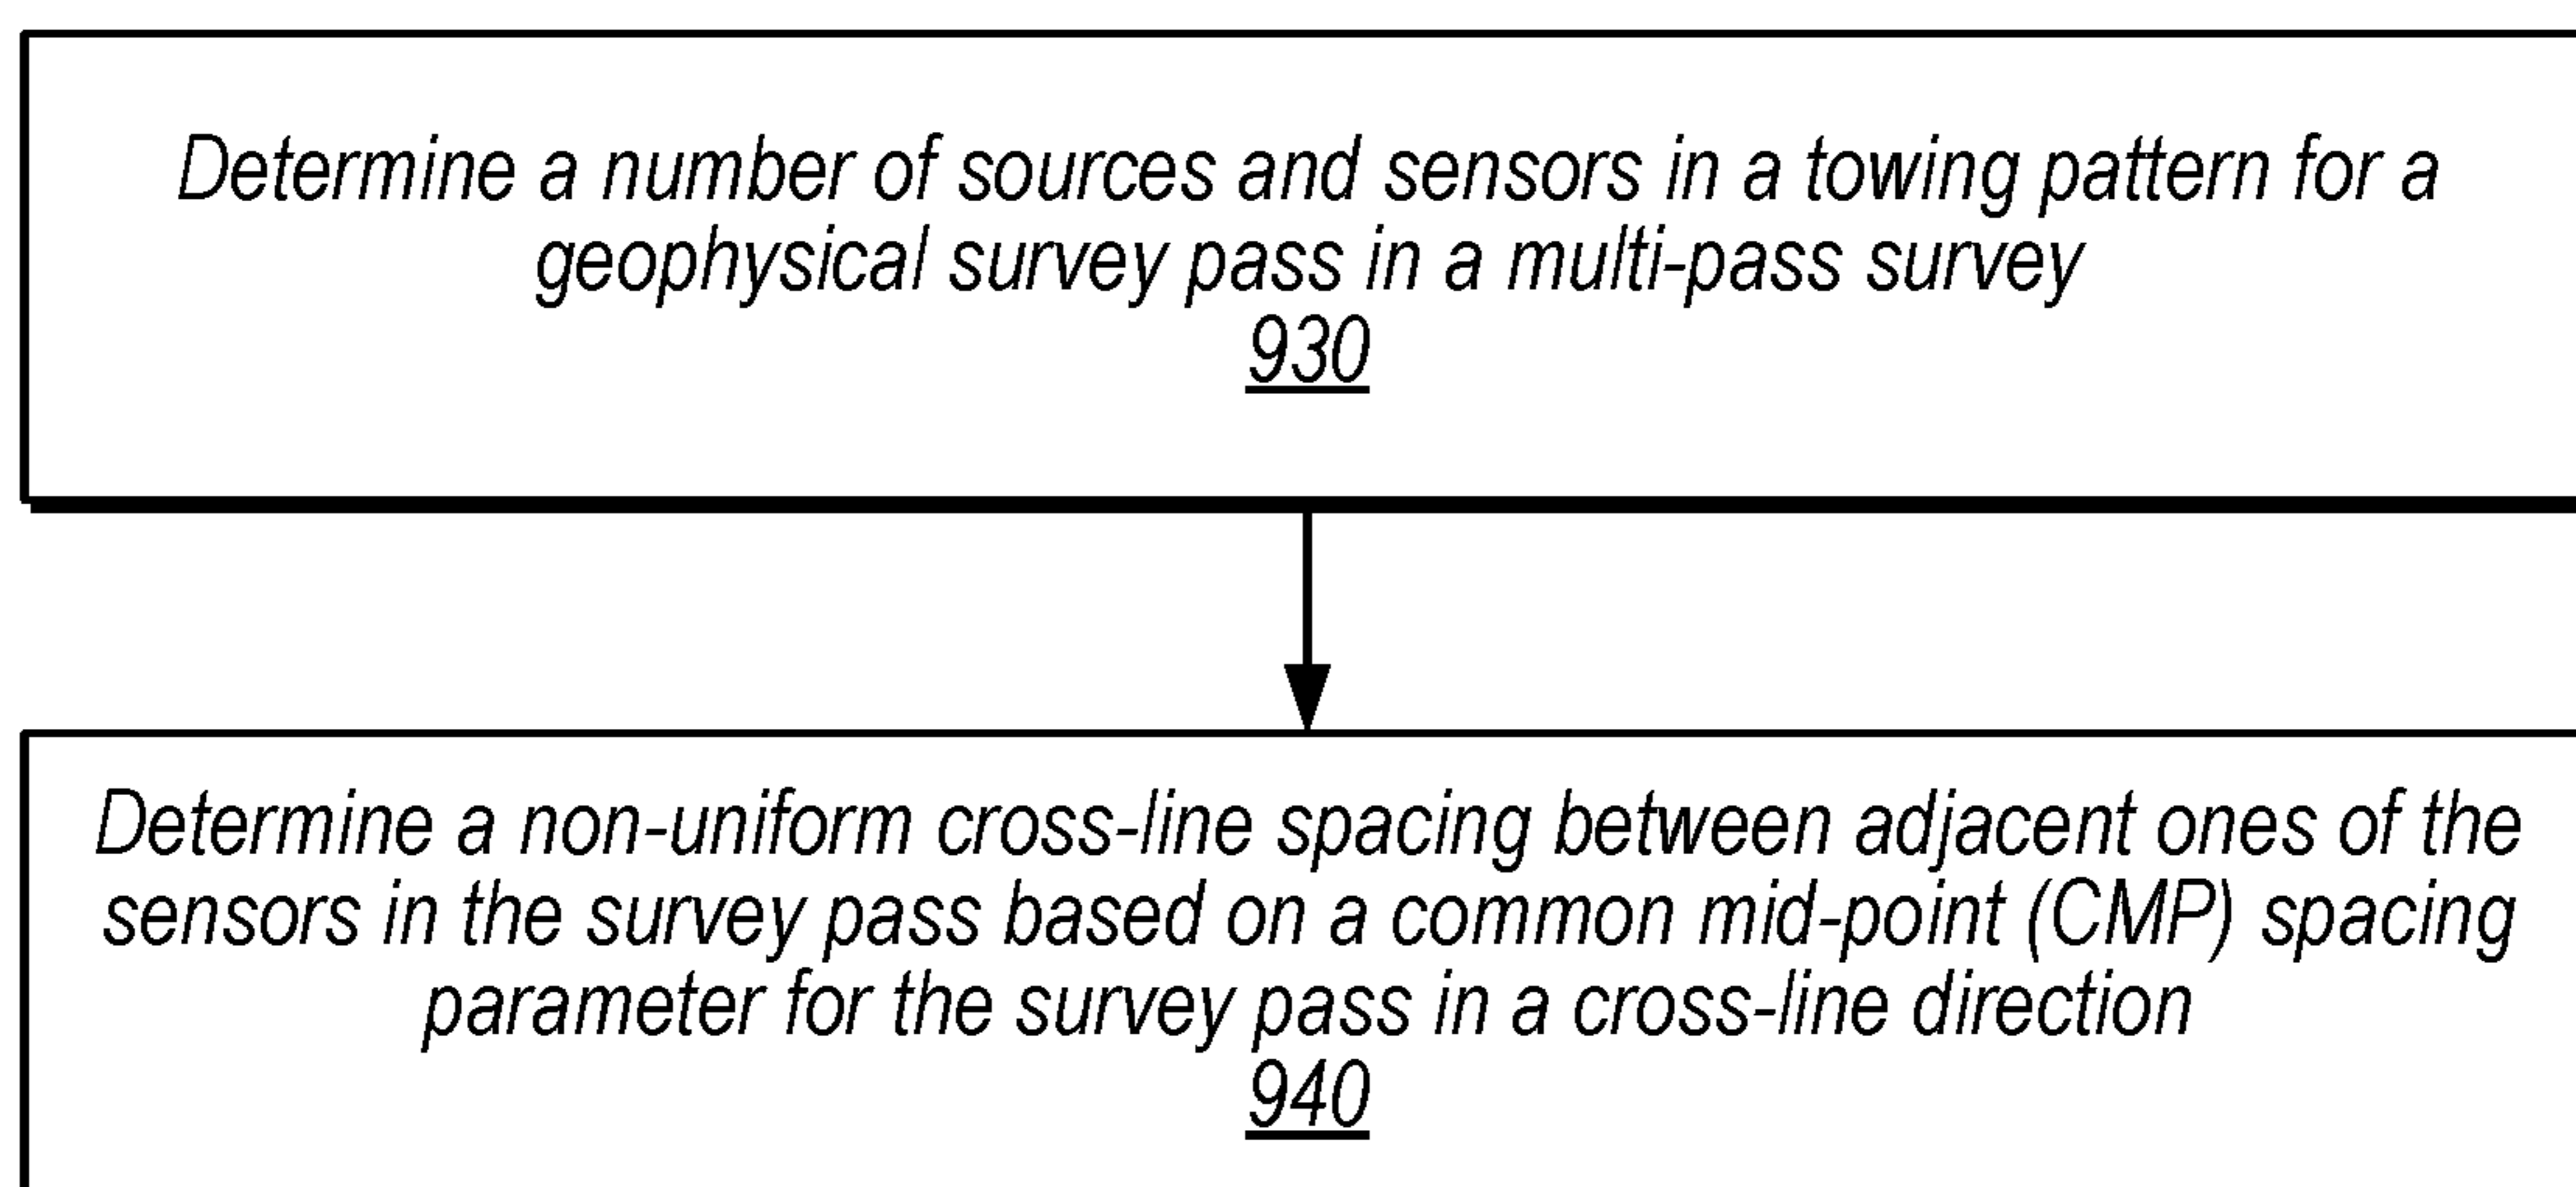 Determine a number of sources and sensors in a towing pattern for a
geophysical survey pass in a multi-pass survey
930
Determine a non-uniform cross-line spacing between adjacent ones of the
sensors in the survey pass based on a common mid-point (CMP) spacing
parameter for the survey pass in a cross-line direction
940